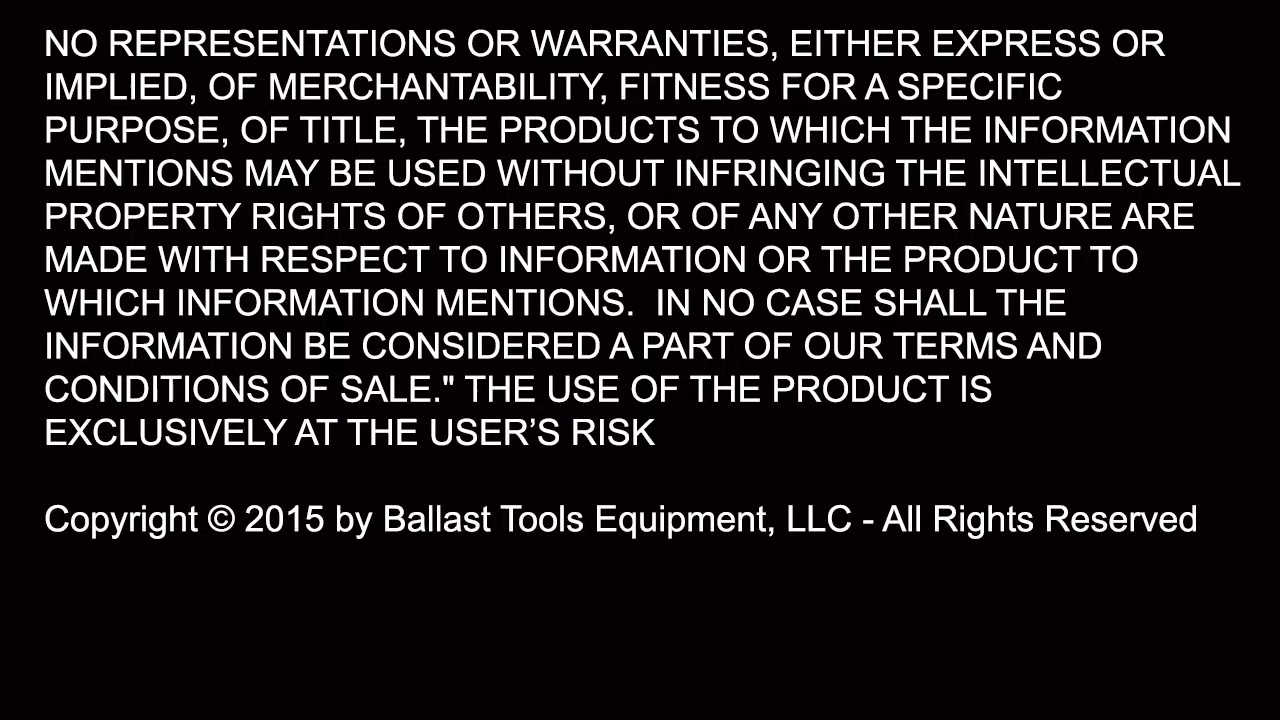 NO REPRESENTATIONS OR WARRANTIES, EITHER EXPRESS OR
IMPLIED, OF MERCHANTABILITY, FITNESS FOR A SPECIFIC
PURPOSE, OF TITLE, THE PRODUCTS TO WHICH THE INFORMATION
MENTIONS MAY BE USED WITHOUT INFRINGING THE INTELLECTUAL
PROPERTY RIGHTS OF OTHERS, OR OF ANY OTHER NATURE ARE
MADE WITH RESPECT TO INFORMATION OR THE PRODUCT TO
WHICH INFORMATION MENTIONS.  IN NO CASE SHALL THE
INFORMATION BE CONSIDERED A PART OF OUR TERMS AND
CONDITIONS OF SALE." THE USE OF THE PRODUCT IS
EXCLUSIVELY AT THE USER’S RISK
Copyright © 2015 by Ballast Tools Equipment, LLC - All Rights Reserved